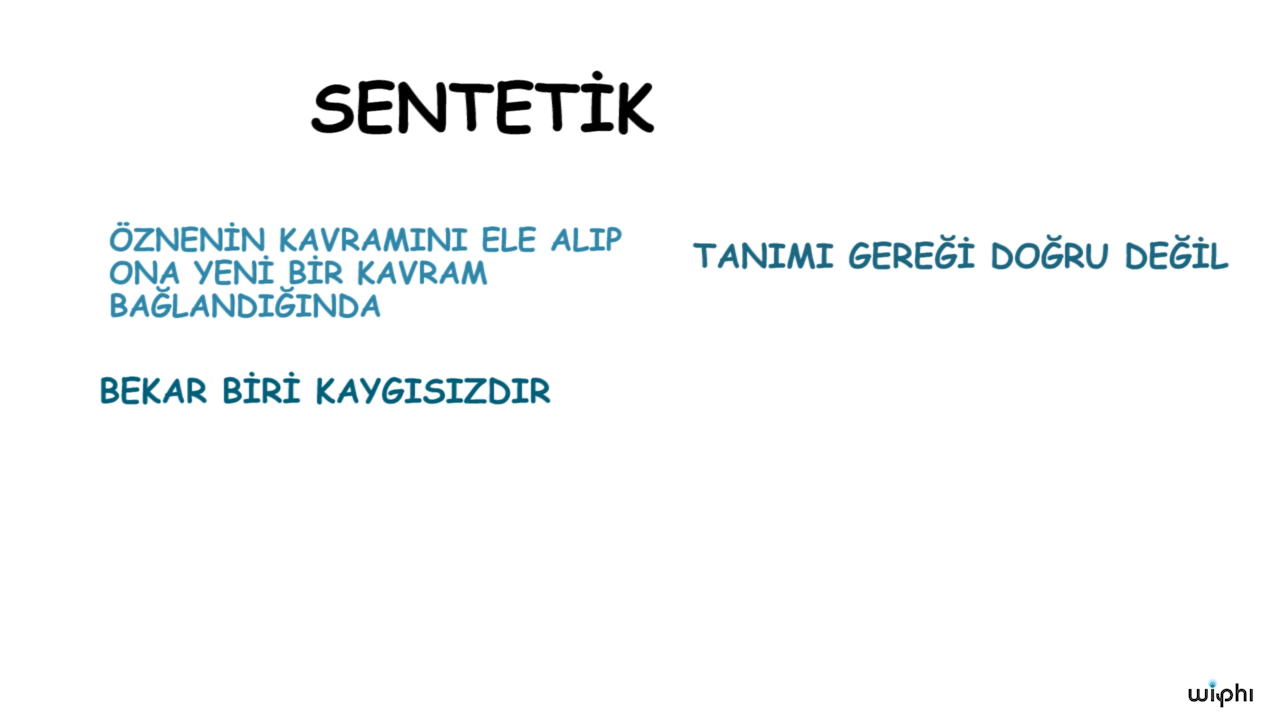 SENTETİK
ÖZNENİN KAVRAMINI ELE ALIP
ONA YENİ BİR KAVRAM
BAĞLANDIĞINDA
TANIMI GEREĞİ DOĞRU DEĞİL
BEKAR BİRİ KAYGISIZDIR
wiphi